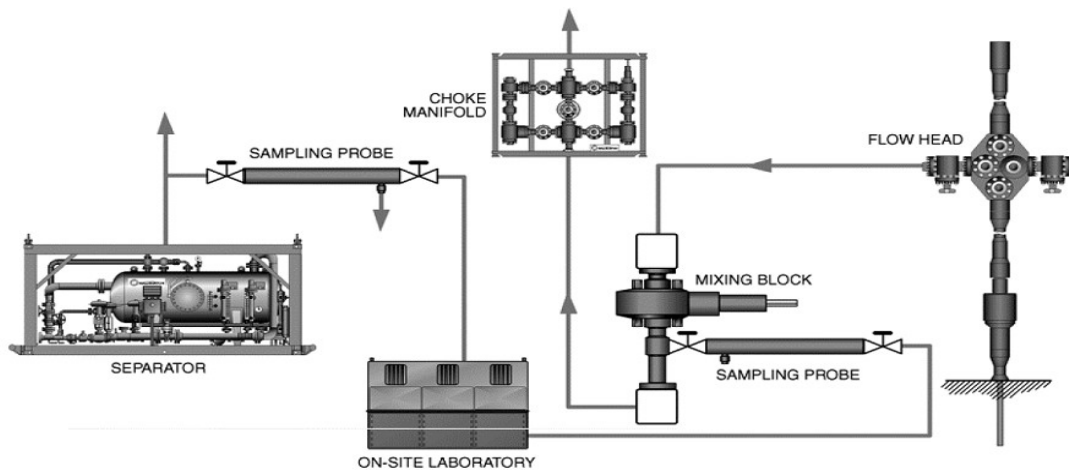 CHOKE
MANIFOLD
FLOW HEAD
SAMPLING PROBE
MIXING BLOCK
SEPARATOR
SAMPLING PROBE
ON-SITE LABORATORY